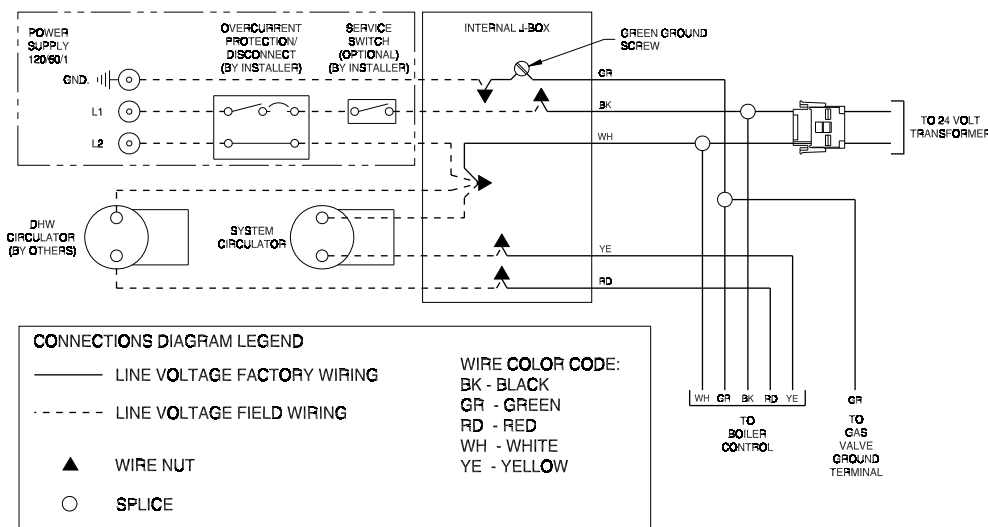 POWER
SUPPLY
120/60/1
OVERCURRENT
PROTECTION/
DISCONNECT
(BY INSTALLER)
SERVICE
SWITCH
(OPTIONAL)
(BY INSTALLER)
INTERNAL J-BOX
GREEN GROUND
SCREW
GND.
GR
L1
BK
L2
WH
TO 24 VOLT
TRANSFORMER
DHW
CIRCULATOR
(BY OTHERS)
SYSTEM
CIRCULATOR
YE
RD
CONNECTIONS DIAGRAM LEGEND
LINE VOLTAGE FACTORY WIRING
LINE VOLTAGE FIELD WIRING
WIRE NUT
SPLICE
WIRE COLOR CODE:
BK - BLACK
GR - GREEN
RD - RED
WH - WHITE
YE - YELLOW
WH GR BK RD YE
TO
BOILER
CONTROL
GR
TO
GAS
VALVE
GROUND
TERMINAL